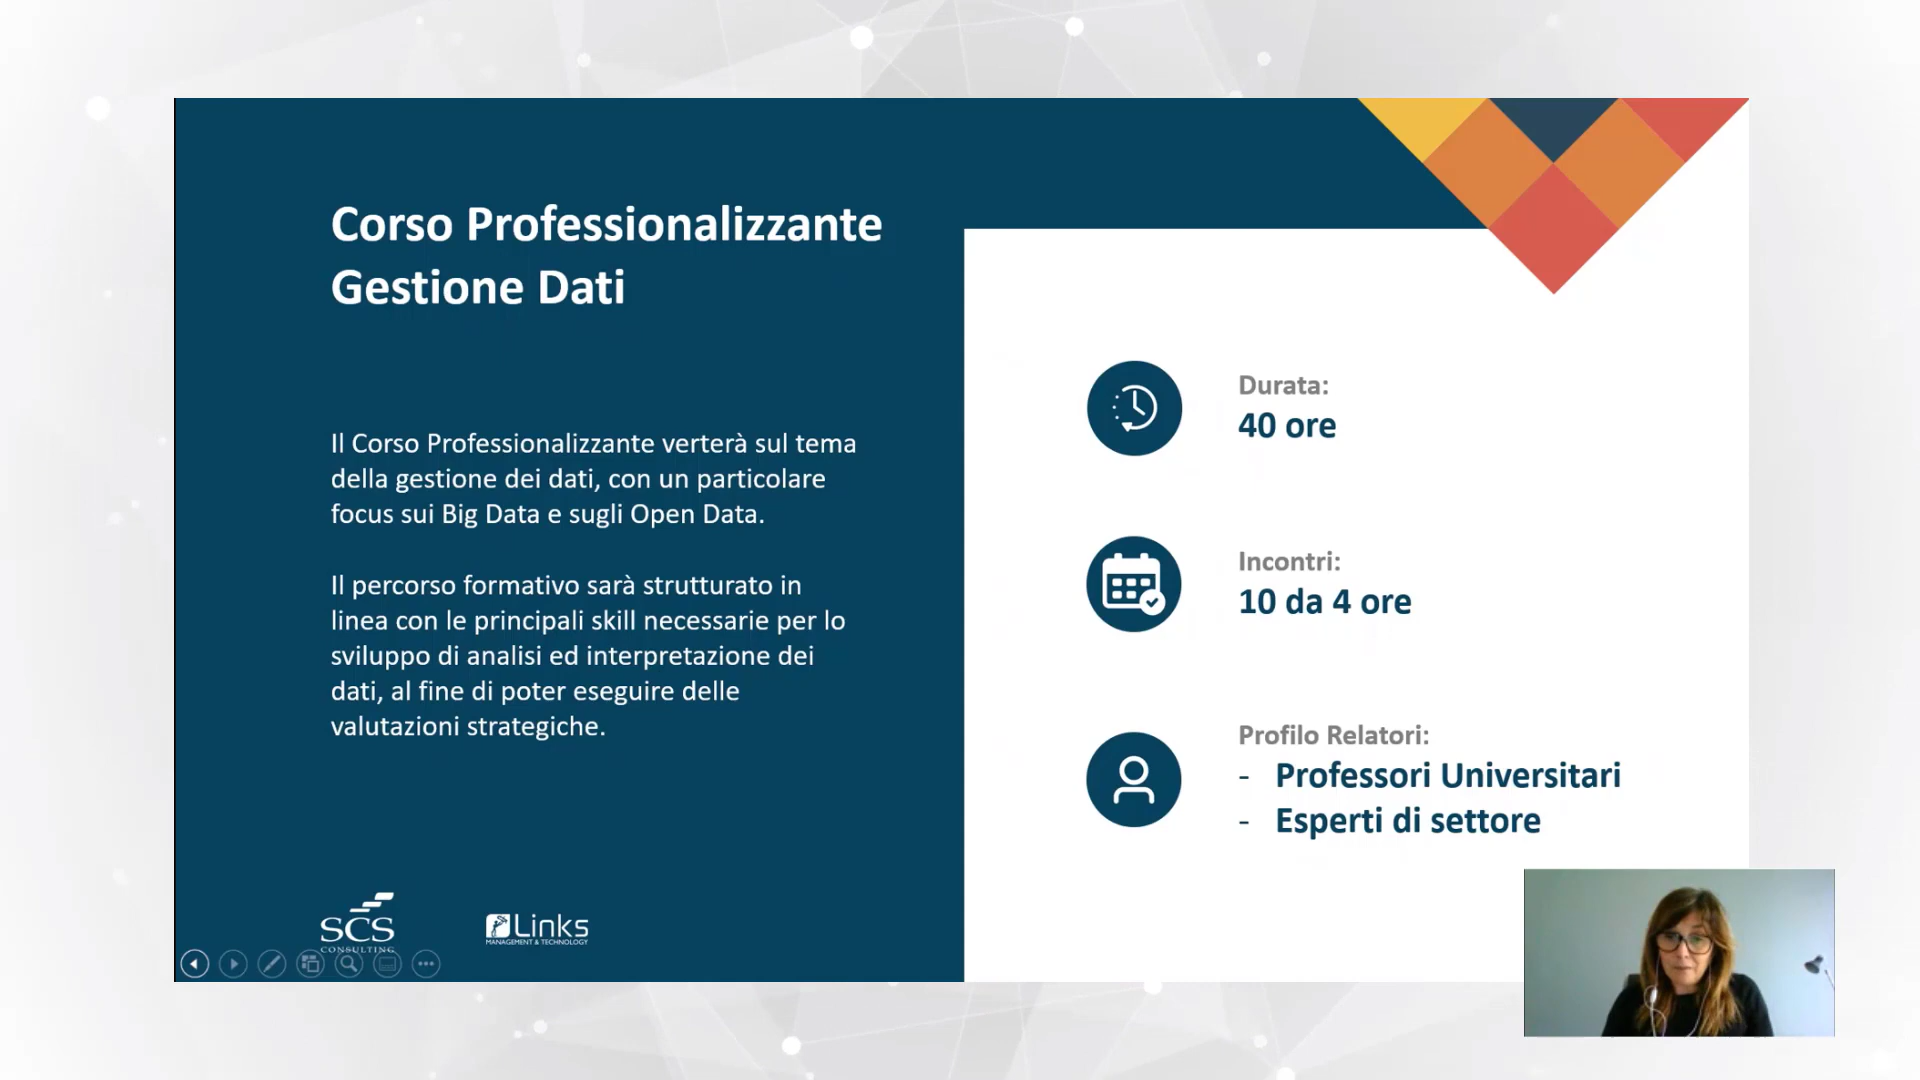 Corso Professionalizzante
Gestione Dati
Il Corso Professionalizzante verterà sul tema
della gestione dei dati, con un particolare
focus sui Big Data e sugli Open Data.
Il percorso formativo sarà strutturato in
linea con le principali skill necessarie per lo
sviluppo di analisi ed interpretazione dei
dati, al fine di poter eseguire delle
valutazioni strategiche.
SCS
CONSULTING
Links
MANAGEMENT & TECHNOLOGY
Durata:
40 ore
Incontri:
10 da 4 ore
Profilo Relatori:
- Professori Universitari
- Esperti di settore